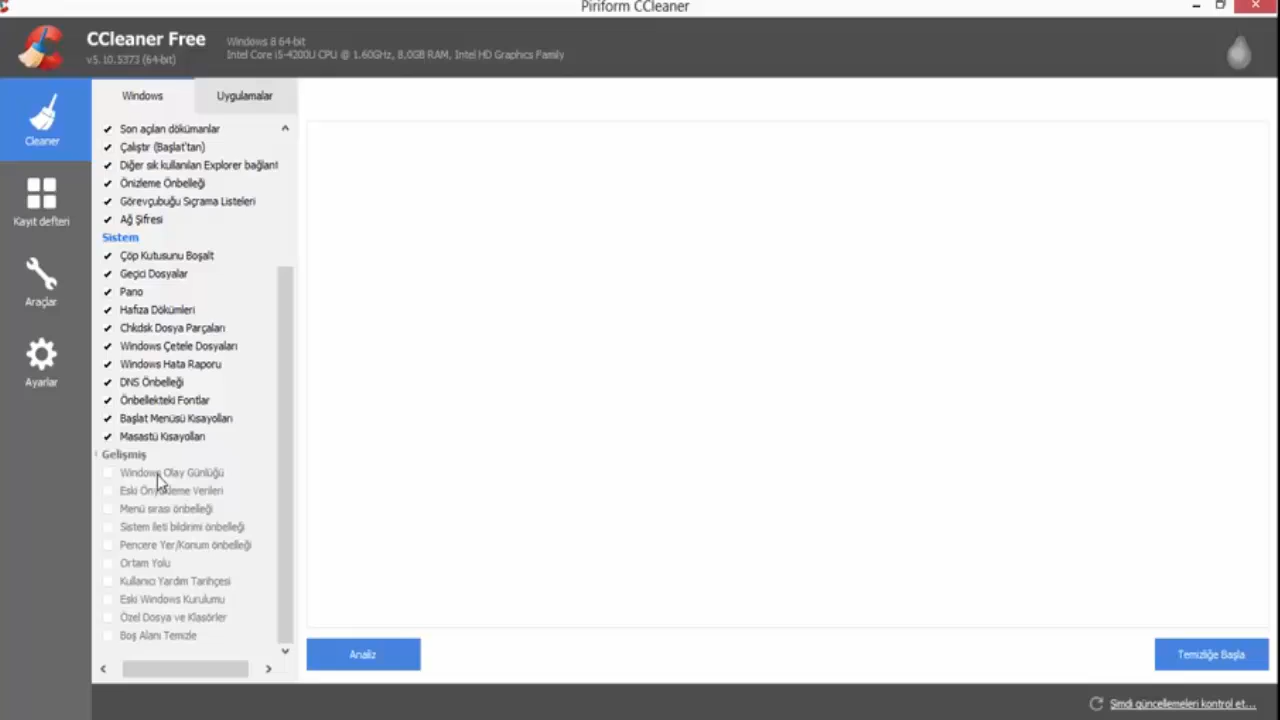 Piriform CCleaner
CCleaner Free
v5.10.5373 (64-bit)
Windows 8 64-bit
Intel Core i5-4200U CPU @ 1.60GHz, 8,0GB RAM, Intel HD Graphics Family
Cleaner
Kayıt defteri
Araçlar
Ayarlar
Windows
Uygulamalar
Son açılan dökümanlar
Çalıştır (Başlat'tan)
Diğer sık kullanılan Explorer bağlant
Önizleme Önbelleği
Görevçubuğu Sıçrama Listeleri
Ağ Şifresi
Sistem
Çöp Kutusunu Boşalt
Geçici Dosyalar
Pano
Hafıza Dökümleri
Chkdsk Dosya Parçaları
Windows Çetele Dosyaları
Windows Hata Raporu
DNS Önbelleği
Önbellekteki Fontlar
Başlat Menüsü Kısayolları
Masastü Kısayolları
Gelişmiş
Windows Olay Günlüğü
Eski Önyükleme Verileri
Menü sırası önbelleği
Sistem ileti bildirimi önbelleği
Pencere Yer/Konum önbelleği
Ortam Yolu
Kullanıcı Yardım Tarihçesi
Eski Windows Kurulumu
Özel Dosya ve Klasörler
Boş Alanı Temizle
Analiz
Temizliğe Başla
Şimdi güncellemeleri kontrol et...